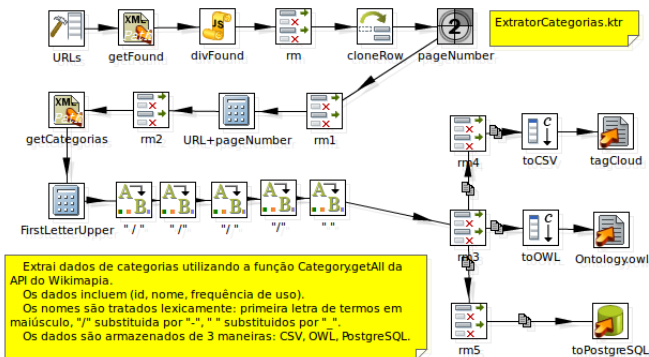 ExtratorCategorias.ktr
URLs
getFound
divFound
rm
cloneRow
pageNumber
getCategorias
rm2
URL+pageNumber
rm1
rm4
toCSV
tagCloud
FirstLetterUpper
"/ "
" /"
"/ "
"/"
" "
rm3
toOWL
Ontology.owl
rm5
toPostgreSQL
Extrai dados de categorias utilizando a função Category.getAll da
API do Wikimapia.
Os dados incluem (id, nome, frequência de uso).
Os nomes são tratados lexicamente: primeira letra de termos em
maiúsculo, "/" substituida por "-", " " substituidos por "_".
Os dados são armazenados de 3 maneiras: CSV, OWL, PostgreSQL.